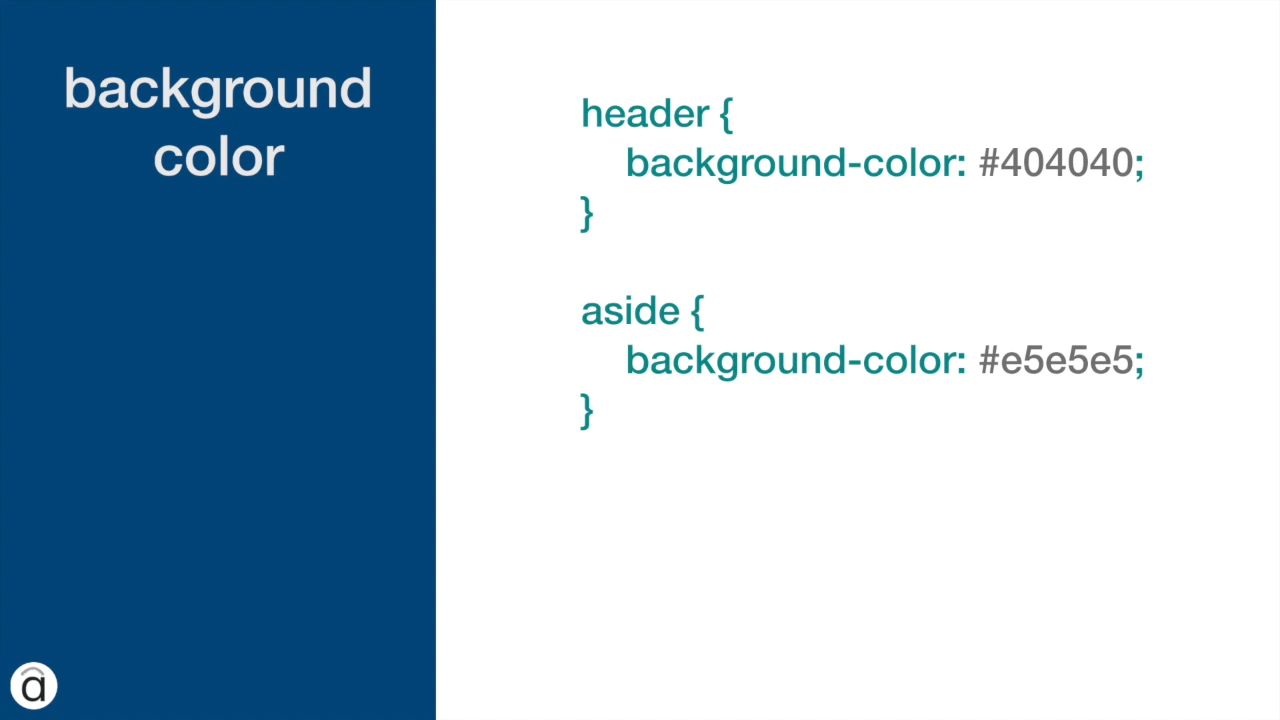 background
color
header {
background-color: #404040;
}
aside {
background-color: #e5e5e5;
}
a